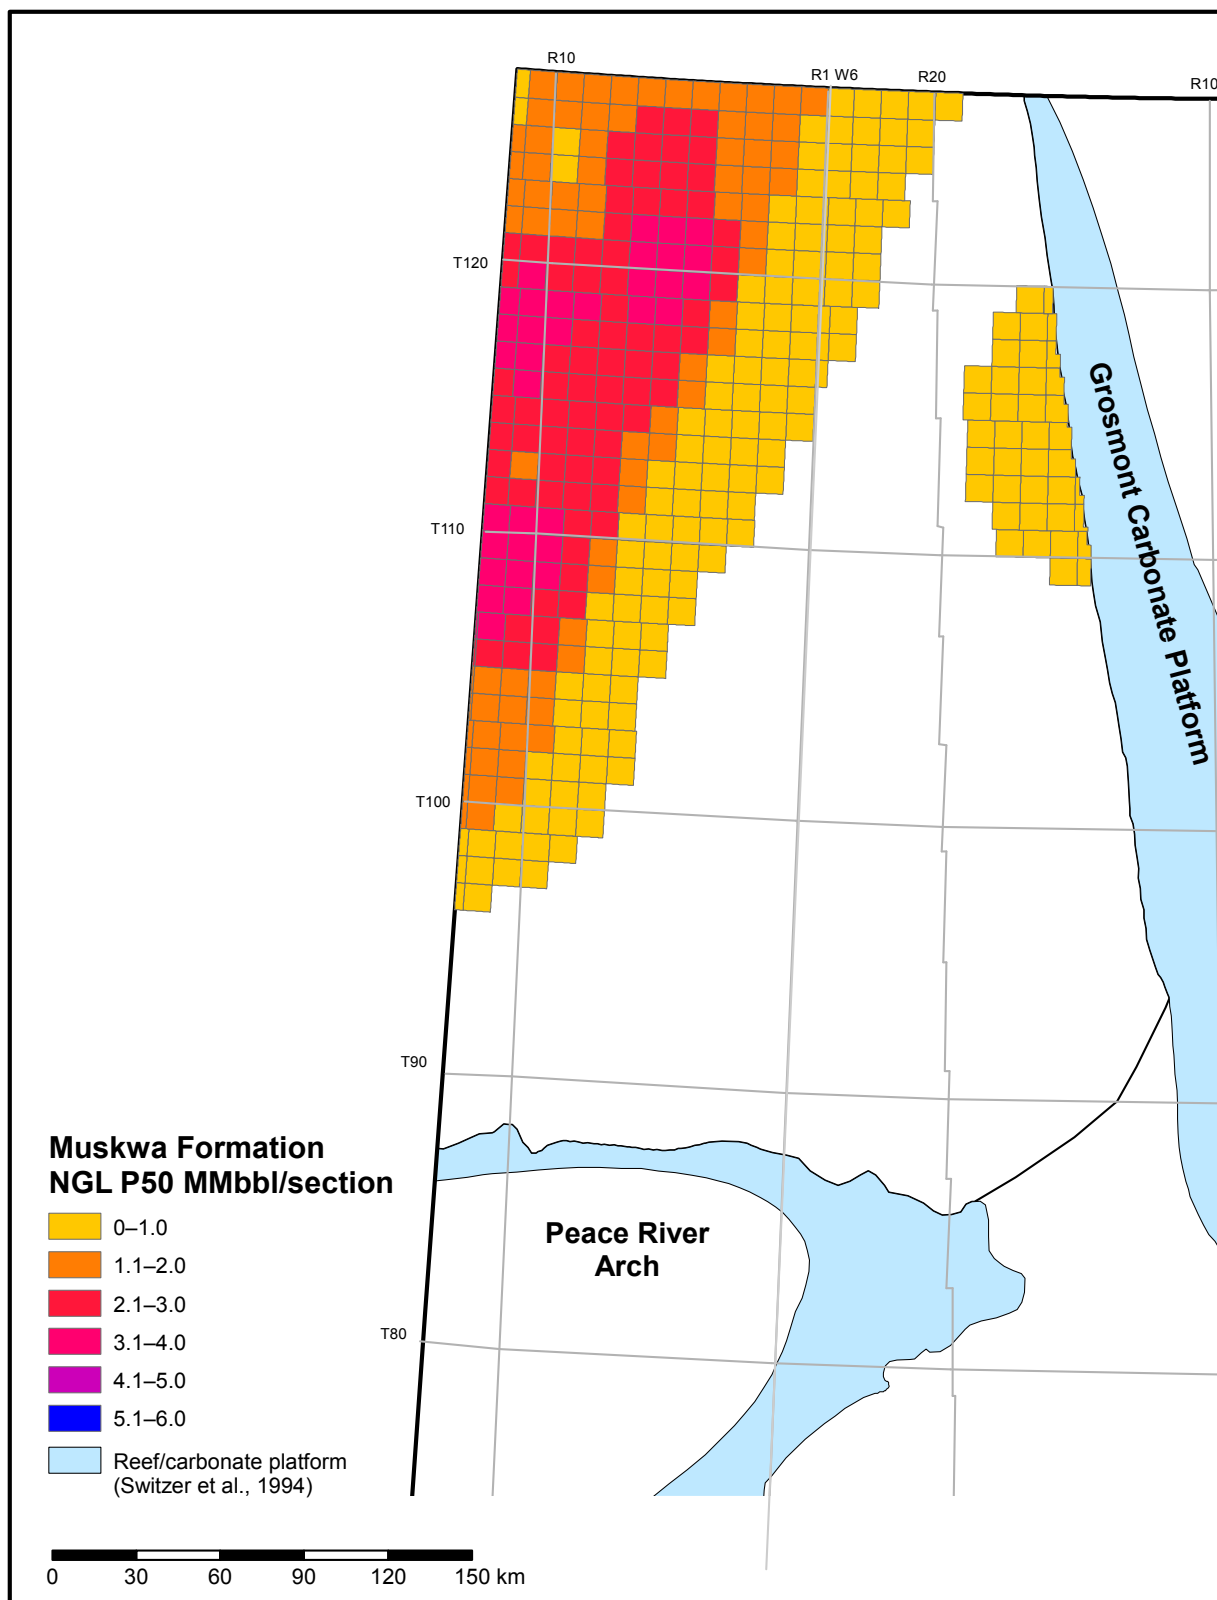 R10
R1 W6
R20
R10
T120
T110
T100
T90
T80
Grosmont Carbonate Platform
Peace River
Arch
Muskwa Formation
NGL P50 MMbbl/section
0–1.0
1.1–2.0
2.1–3.0
3.1–4.0
4.1–5.0
5.1–6.0
Reef/carbonate platform
(Switzer et al., 1994)
0 30 60 90 120 150 km